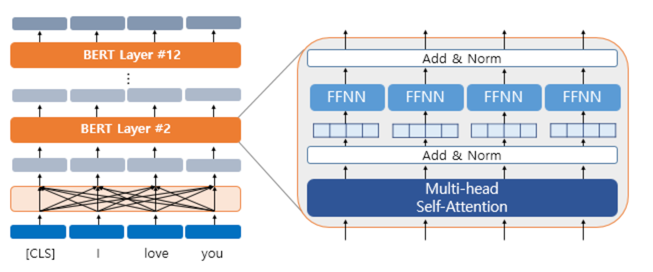 BERT Layer #12
BERT Layer #2
[CLS] I love you
Add & Norm
FFNN FFNN FFNN FFNN
Add & Norm
Multi-head
Self-Attention